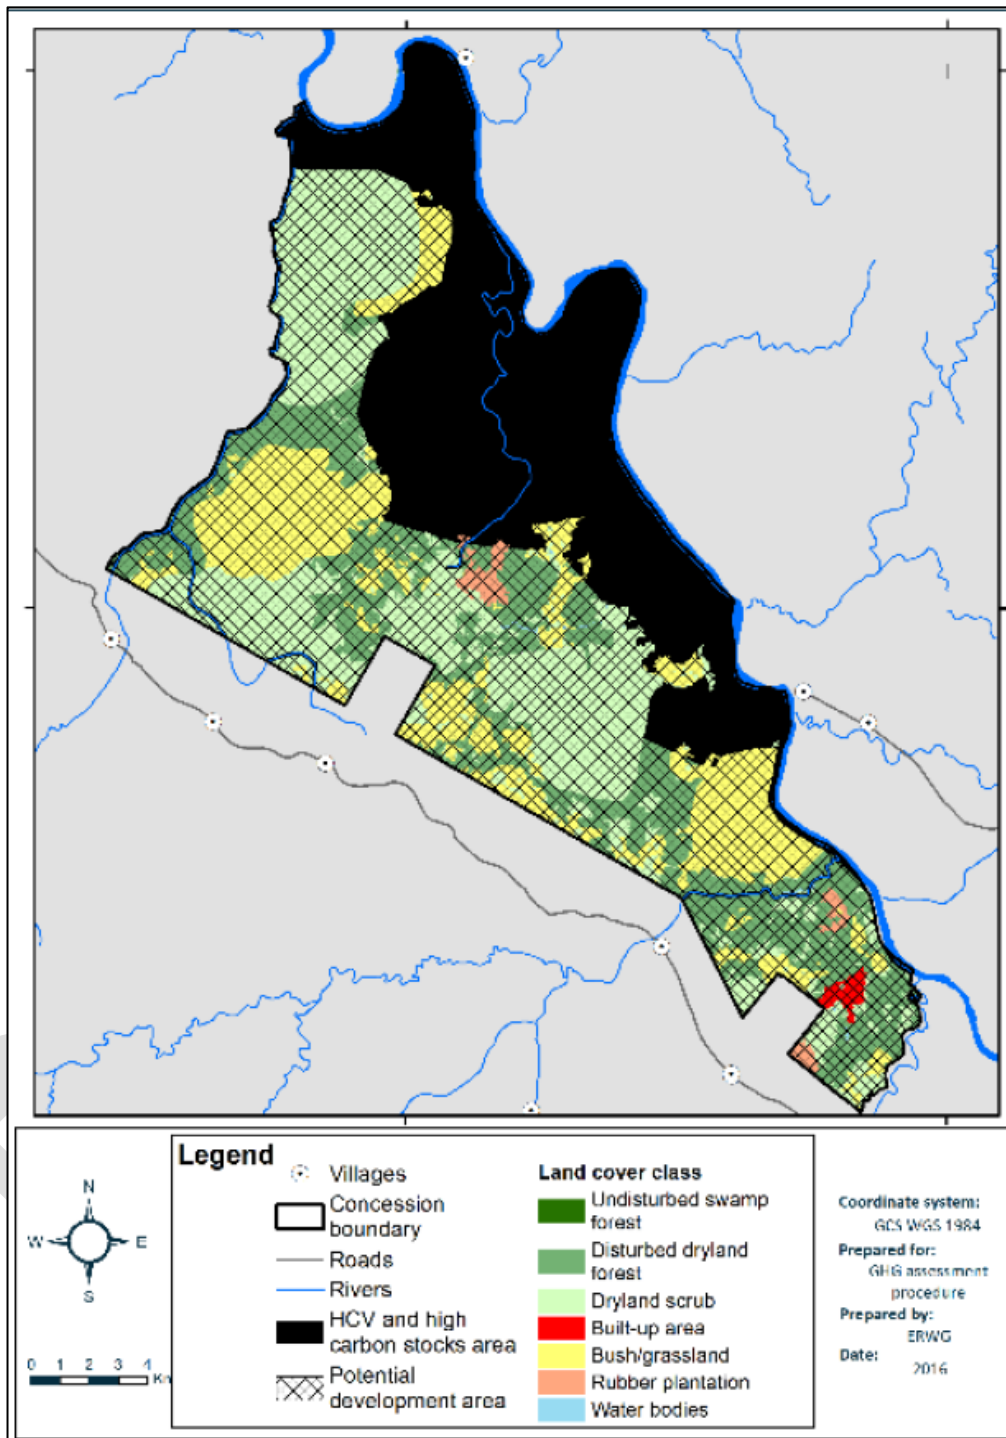 Legend
Villages
Concession
boundary
Roads
Rivers
HCV and high
carbon stocks area
Potential
development area
Land cover class
Undisturbed swamp
forest
Disturbed dryland
forest
Dryland scrub
Built-up area
Bush/grassland
Rubber plantation
Water bodies
N
W E
S
0 1 2 3 4
Km
Coordinate system:
GCS WGS 1984
Prepared for:
GHG assessment
procedure
Prepared by:
ERWG
Date:
2016